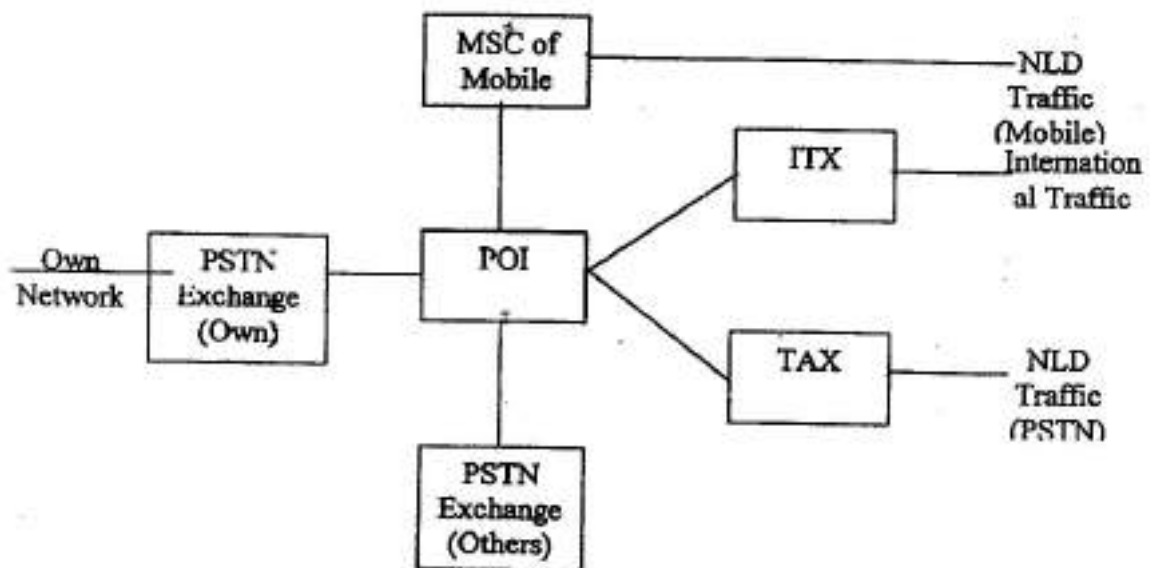 MSC of
Mobile
NLD
Traffic
(Mobile)
ITX
Internation
al Traffic
Own
Network
PSTN
Exchange
(Own)
POI
TAX
NLD
Traffic
(PSTN)
PSTN
Exchange
(Others)